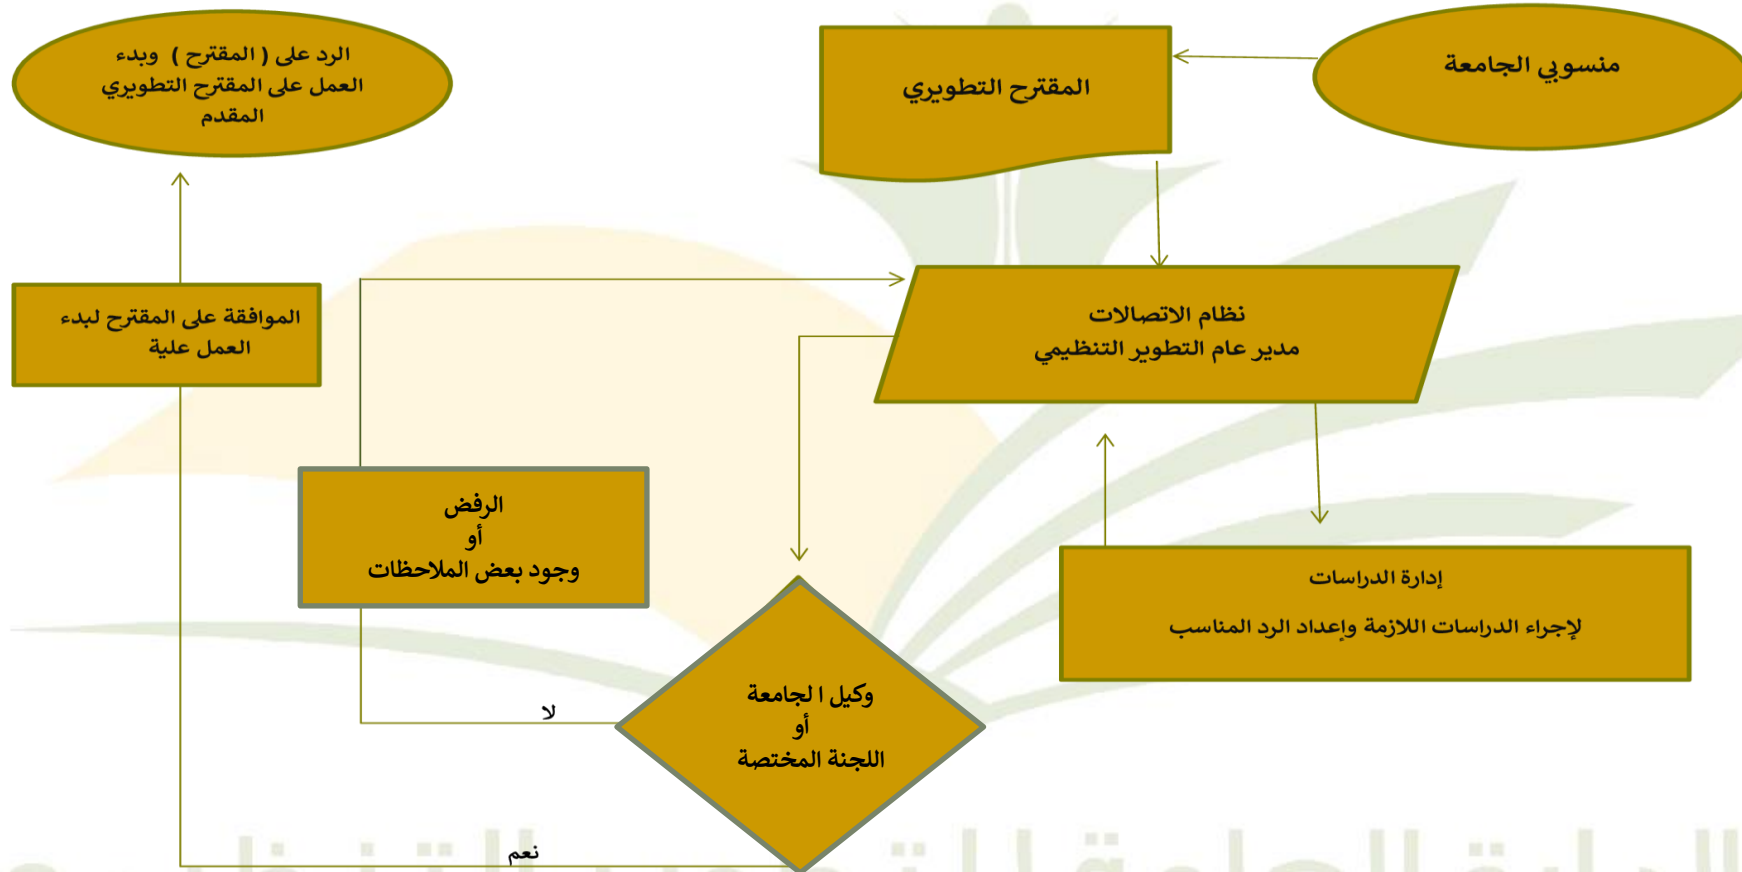 منسوبي الجامعة
المقترح التطويري
الرد على ( المقترح ) وبدء
العمل على المقترح التطويري
المقدم
نظام الاتصالات
مدير عام التطوير التنظيمي
الموافقة على المقترح لبدء
العمل علية
الرفض
أو
وجود بعض الملاحظات
إدارة الدراسات
لإجراء الدراسات اللازمة وإعداد الرد المناسب
وكيل الجامعة
أو
اللجنة المختصة
لا
نعم